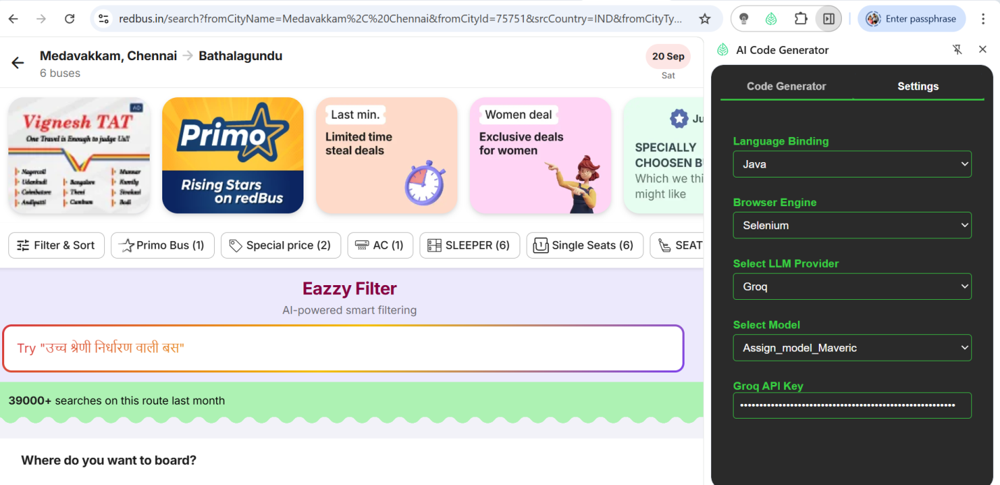 redbus.in/search?fromCityName=Medavakkam%2C%20Chennai&fromCityId=75751&srcCountry=IND&fromCityTy...
Enter passphrase
Medavakkam, Chennai → Bathalagundu
6 buses
20 Sep
Sat
AD
Vignesh TAT
One Travel is Enough to judge Us!!
Nagercoil
Udankudi
Coimbatore
Andipatti
Bangalore
Theni
Cumbum
Munnar
Kumily
Sivakasi
Bodi
Primo
Rising Stars
on redBus
Last min.
Limited time
steal deals
Women deal
Exclusive deals
for women
Ju
SPECIALLY
CHOOSEN B
Which we thi
might like
Filter & Sort
Primo Bus (1)
Special price (2)
AC (1)
SLEEPER (6)
1
Single Seats (6)
SEAT
Eazzy Filter
AI-powered smart filtering
Try "उच्च श्रेणी निर्धारण वाली बस"
39000+ searches on this route last month
Where do you want to board?
AI Code Generator
Code Generator
Settings
Language Binding
Java
Browser Engine
Selenium
Select LLM Provider
Groq
Select Model
Assign_model_Maveric
Groq API Key